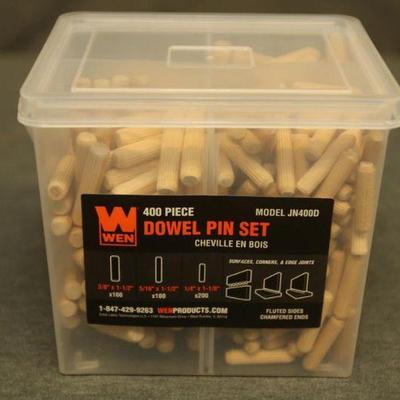 WEN
400 PIECE
MODEL JN400D
DOWEL PIN SET
CHEVILLE EN BOIS
3/8" x 1-1/2"
x100
5/16" x 1-1/2"
x100
1/4" x 1-1/8"
x200
SURFACES, CORNERS, & EDGE JOINTS
FLUTED SIDES
CHAMFERED ENDS
1-847-429-9263 WENPRODUCTS.COM